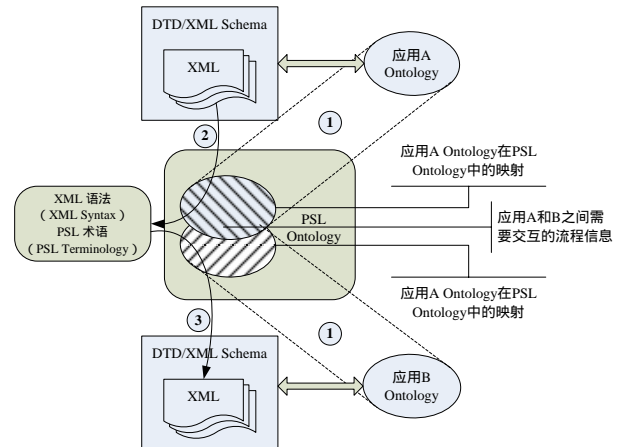 DTD/XML Schema
XML
应用A
Ontology
1
2
应用A Ontology在PSL
Ontology中的映射
XML 语法
（XML Syntax）
PSL 术语
（PSL Terminology）
PSL
Ontology
应用A和B之间需
要交互的流程信息
应用A Ontology在PSL
Ontology中的映射
3
1
DTD/XML Schema
XML
应用B
Ontology